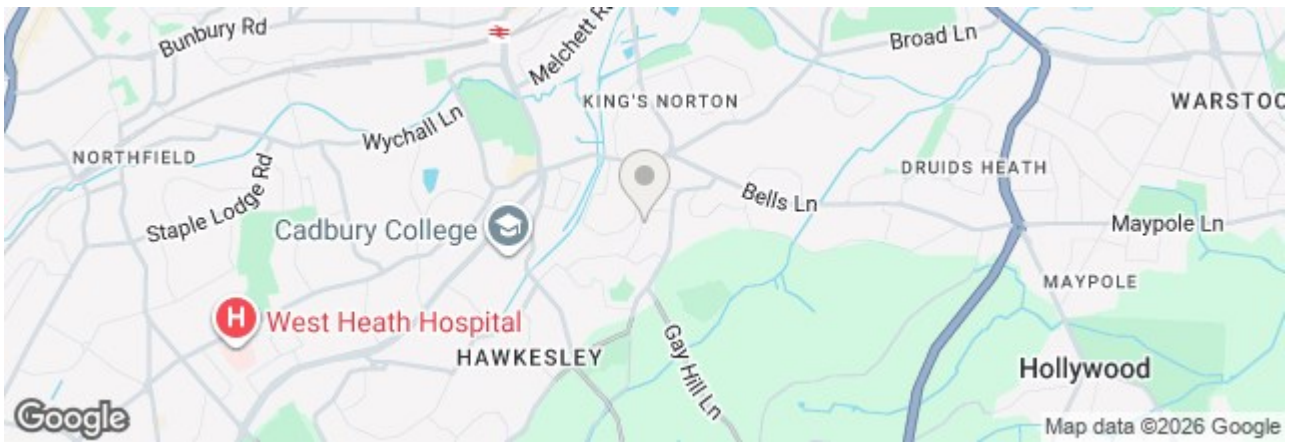 Bunbury Rd
Melchett Rd
Broad Ln
KING'S NORTON
WARSTOC
Wychall Ln
NORTHFIELD
DRUIDS HEATH
Staple Lodge Rd
Bells Ln
Cadbury College
Maypole Ln
MAYPOLE
H
West Heath Hospital
HAWKESLEY
Gay Hill Ln
Hollywood
Google
Map data ©2026 Google